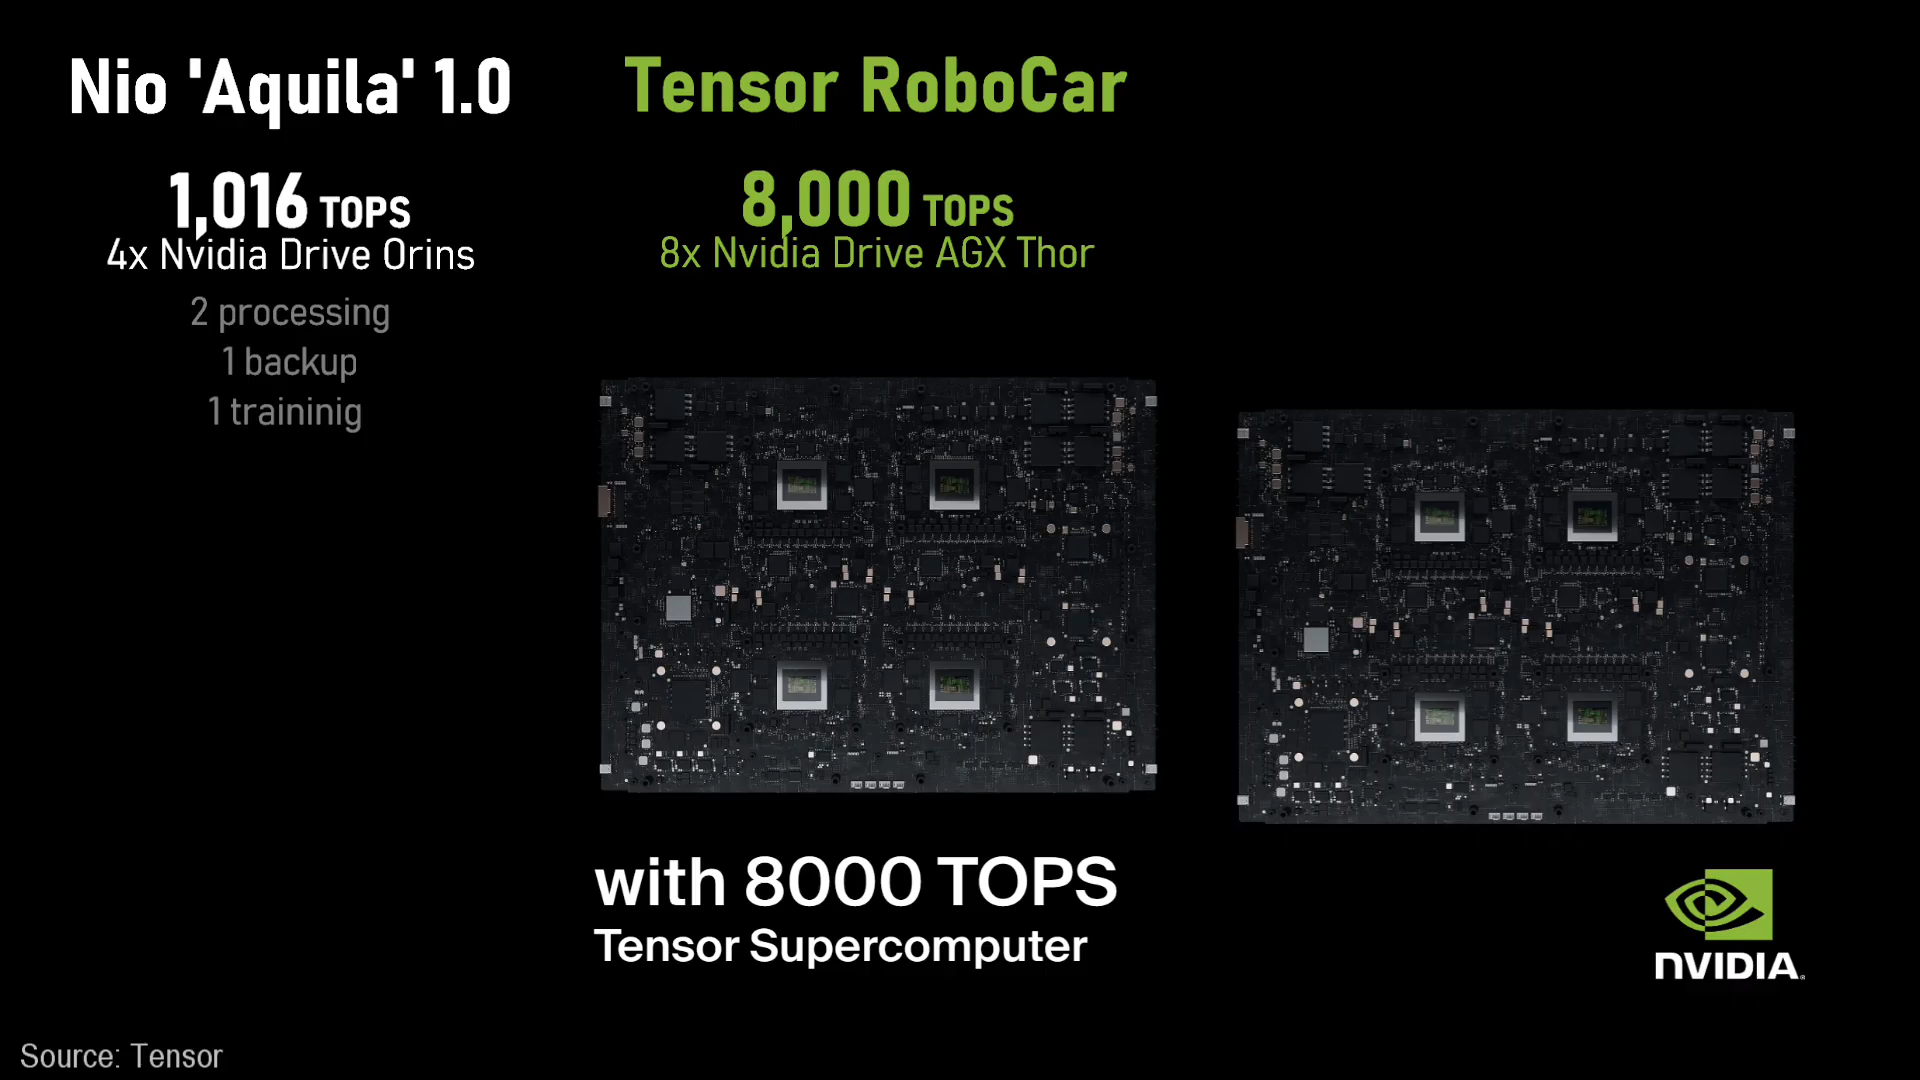 Nio 'Aquila' 1.0
1,016 TOPS
4x Nvidia Drive Orins
2 processing
1 backup
1 traininig
Tensor RoboCar
8,000 TOPS
8x Nvidia Drive AGX Thor
with 8000 TOPS
Tensor Supercomputer
NVIDIA
Source: Tensor